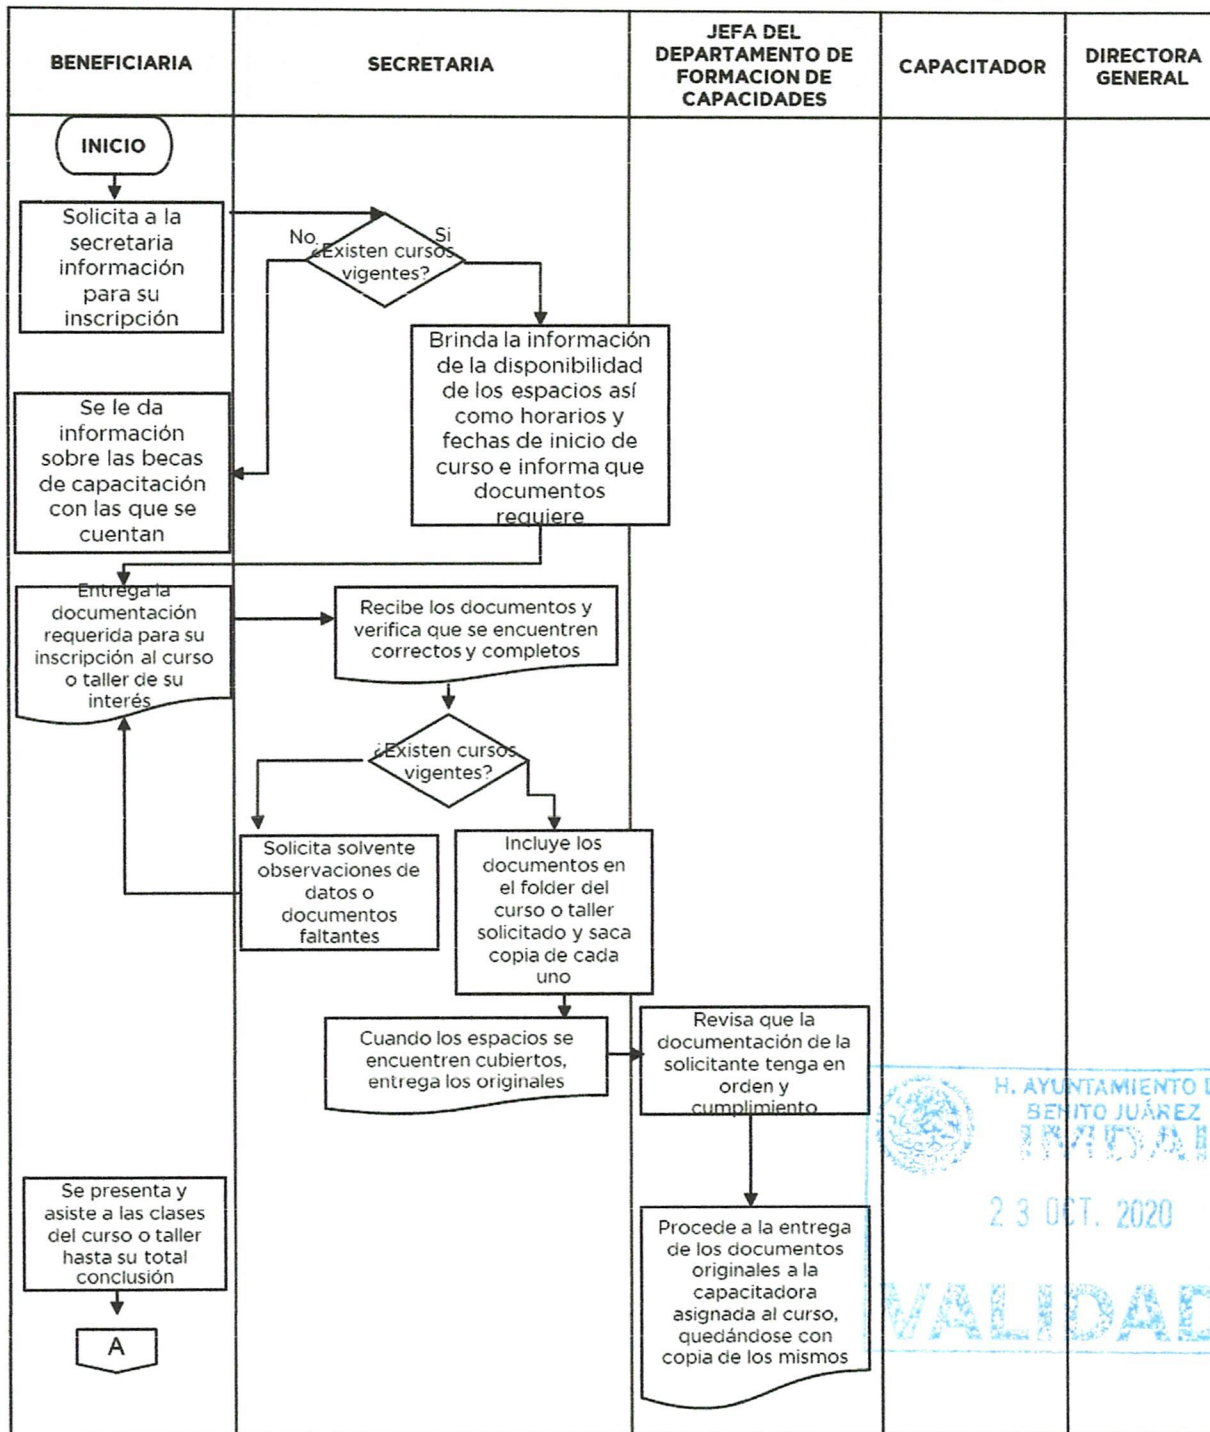 BENEFICIARIA
SECRETARIA
JEFA DEL
DEPARTAMENTO DE
FORMACION DE
CAPACIDADES
CAPACITADOR
DIRECTORA
GENERAL
INICIO
Solicita a la
secretaria
información
para su
inscripción
No
Si
¿Existen cursos
vigentes?
Brinda la información
de la disponibilidad
de los espacios así
como horarios y
fechas de inicio de
curso e informa que
documentos
requiere
Se le da
información
sobre las becas
de capacitación
con las que se
cuentan
Entrega la
documentación
requerida para su
inscripción al curso
o taller de su
interés
Recibe los documentos y
verifica que se encuentren
correctos y completos
¿Existen cursos
vigentes?
Solicita solvente
observaciones de
datos o
documentos
faltantes
Incluye los
documentos en
el folder del
curso o taller
solicitado y saca
copia de cada
uno
Cuando los espacios se
encuentren cubiertos,
entrega los originales
Revisa que la
documentación de la
solicitante tenga en
orden y
cumplimiento
H. AYUNTAMIENTO D
BENITO JUÁREZ
23 OCT. 2020
VALIDAD
Se presenta y
asiste a las clases
del curso o taller
hasta su total
conclusión
A
Procede a la entrega
de los documentos
originales a la
capacitadora
asignada al curso,
quedándose con
copia de los mismos